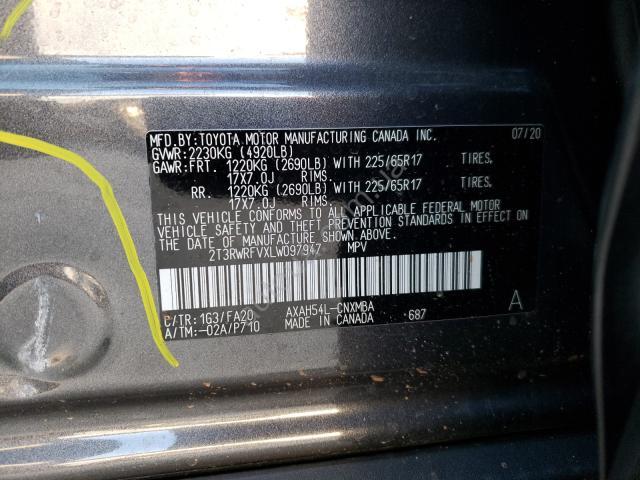 MFD. BY: TOYOTA MOTOR MANUFACTURING CANADA INC. 07/20
GVWR: 2230KG (4920LB)
GAWR: FRT. 1220KG (2690LB) WITH 225/65R17 TIRES,
17X7.0J RIMS,
RR. 1220KG (2690LB) WITH 225/65R17 TIRES,
17X7.0J RIMS,
THIS VEHICLE CONFORMS TO ALL APPLICABLE FEDERAL MOTOR
VEHICLE SAFETY AND THEFT PREVENTION STANDARDS IN EFFECT ON
THE DATE OF MANUFACTURE SHOWN ABOVE.
2T3RWRFVXLW097947 MPV
C/TR: 1G3/FA20 AXAH54L-CNXMBA A
A/TM: -02A/P710 MADE IN CANADA 687